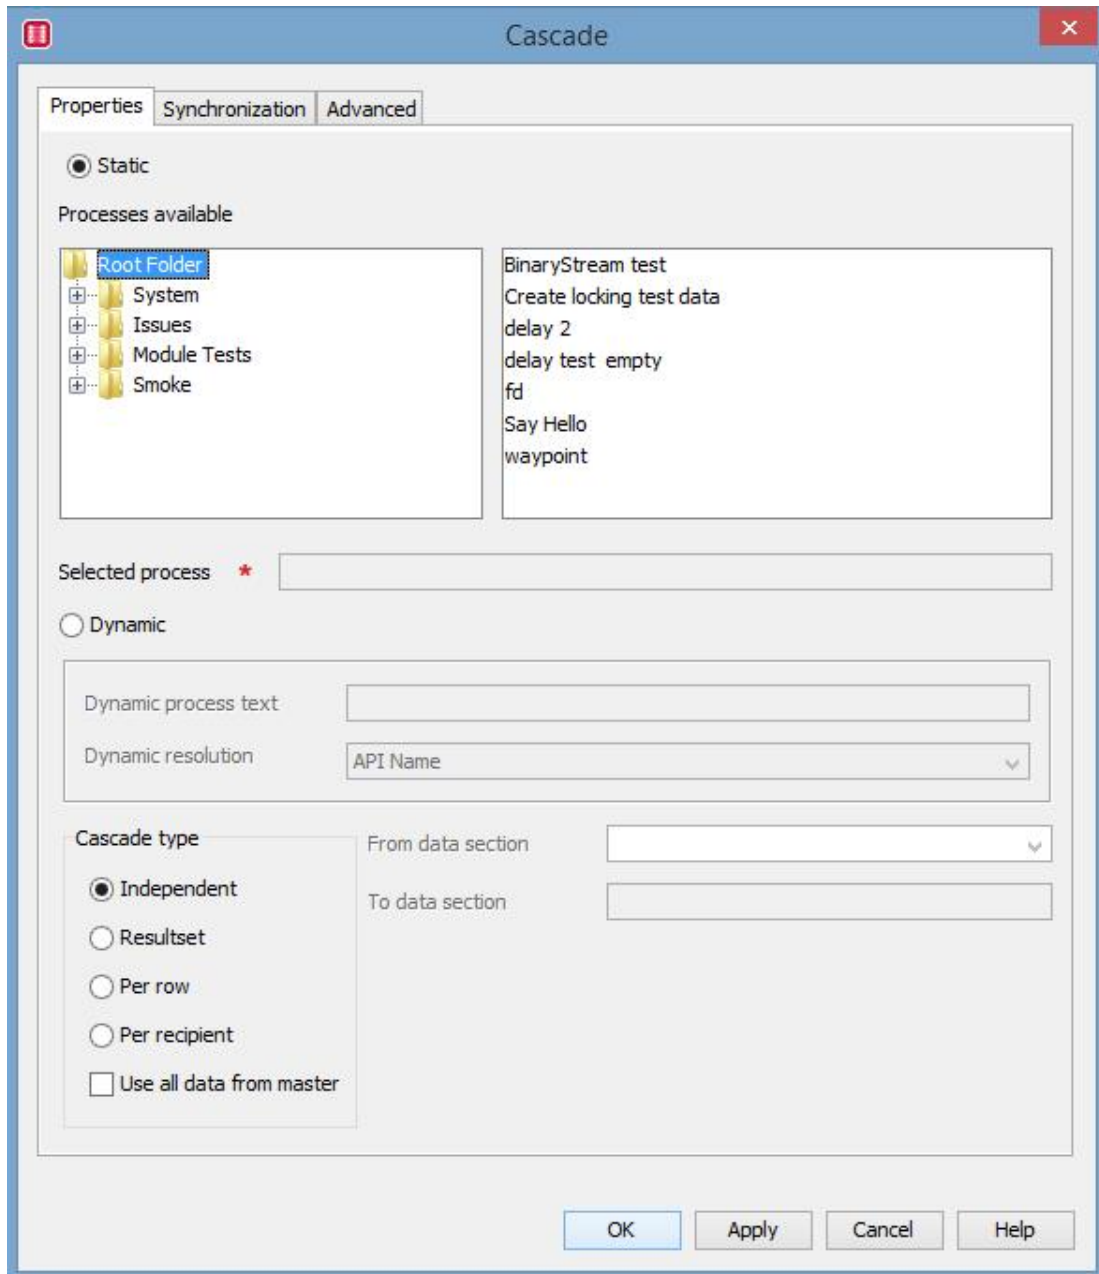 Cascade
Properties Synchronization Advanced
Static
Processes available
Root Folder
System
Issues
Module Tests
Smoke
BinaryStream test
Create locking test data
delay 2
delay test  empty
fd
Say Hello
waypoint
Selected process *
Dynamic
Dynamic process text
Dynamic resolution API Name
Cascade type
Independent
Resultset
Per row
Per recipient
Use all data from master
From data section
To data section
OK Apply Cancel Help